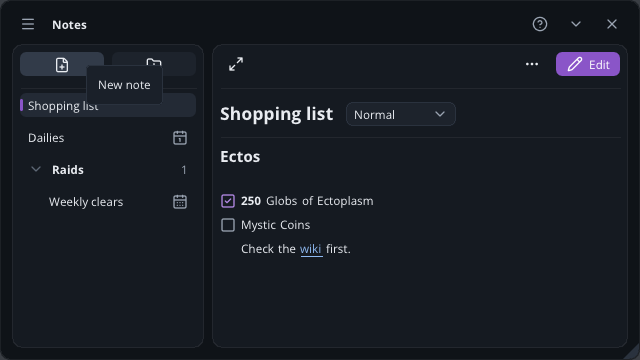 Notes
New note
Shopping list
Dailies
Raids 1
Weekly clears
Edit
Shopping list Normal
Ectos
250 Globs of Ectoplasm
Mystic Coins
Check the wiki first.